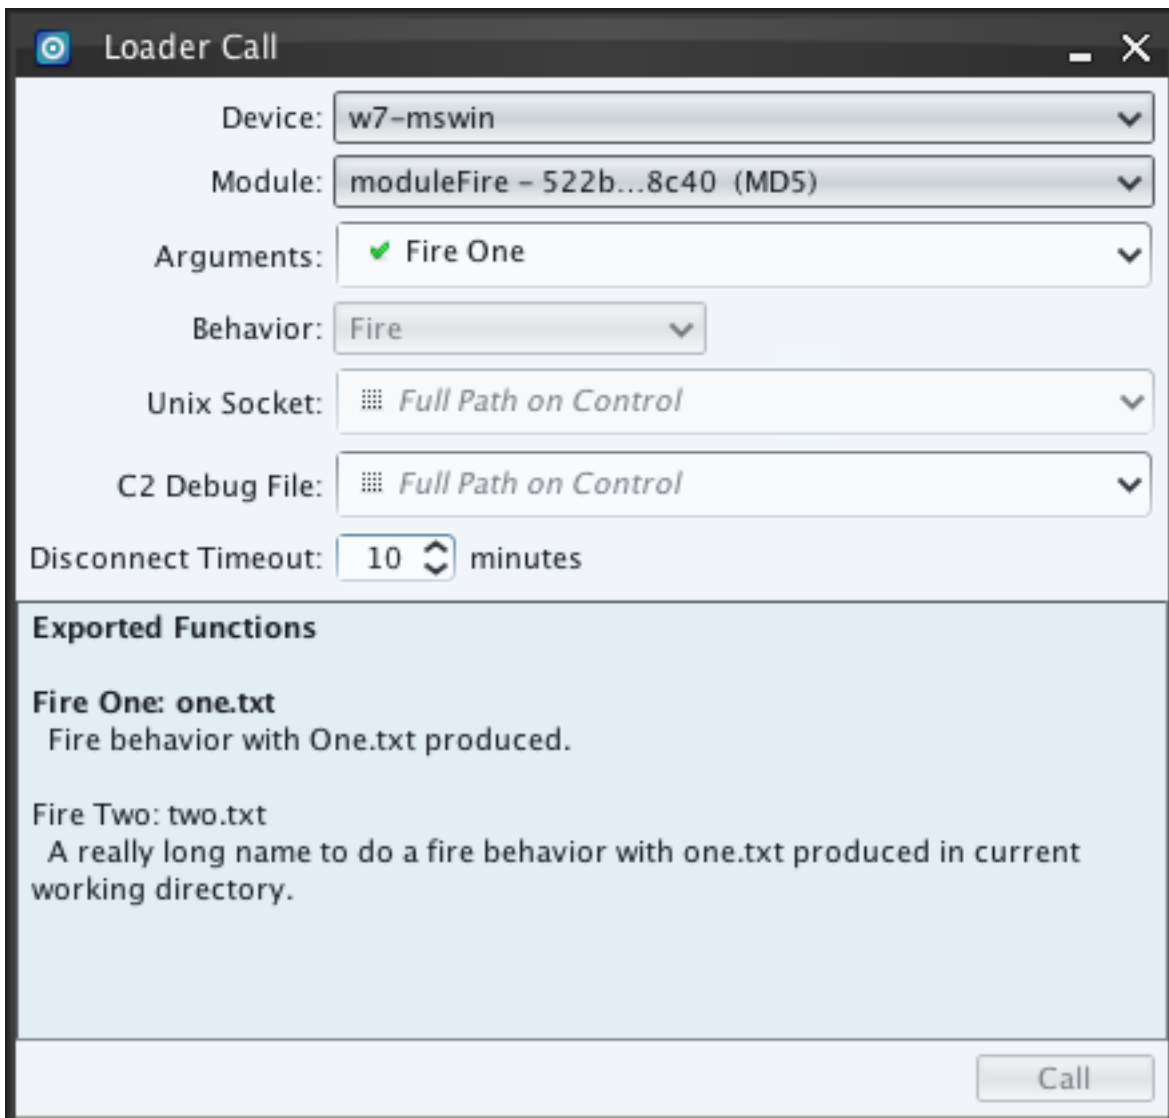 Loader Call
Device: w7-mswin
Module: moduleFire – 522b...8c40 (MD5)
Arguments: Fire One
Behavior: Fire
Unix Socket: Full Path on Control
C2 Debug File: Full Path on Control
Disconnect Timeout: 10 minutes
Exported Functions
Fire One: one.txt
Fire behavior with One.txt produced.
Fire Two: two.txt
A really long name to do a fire behavior with one.txt produced in current
working directory.
Call